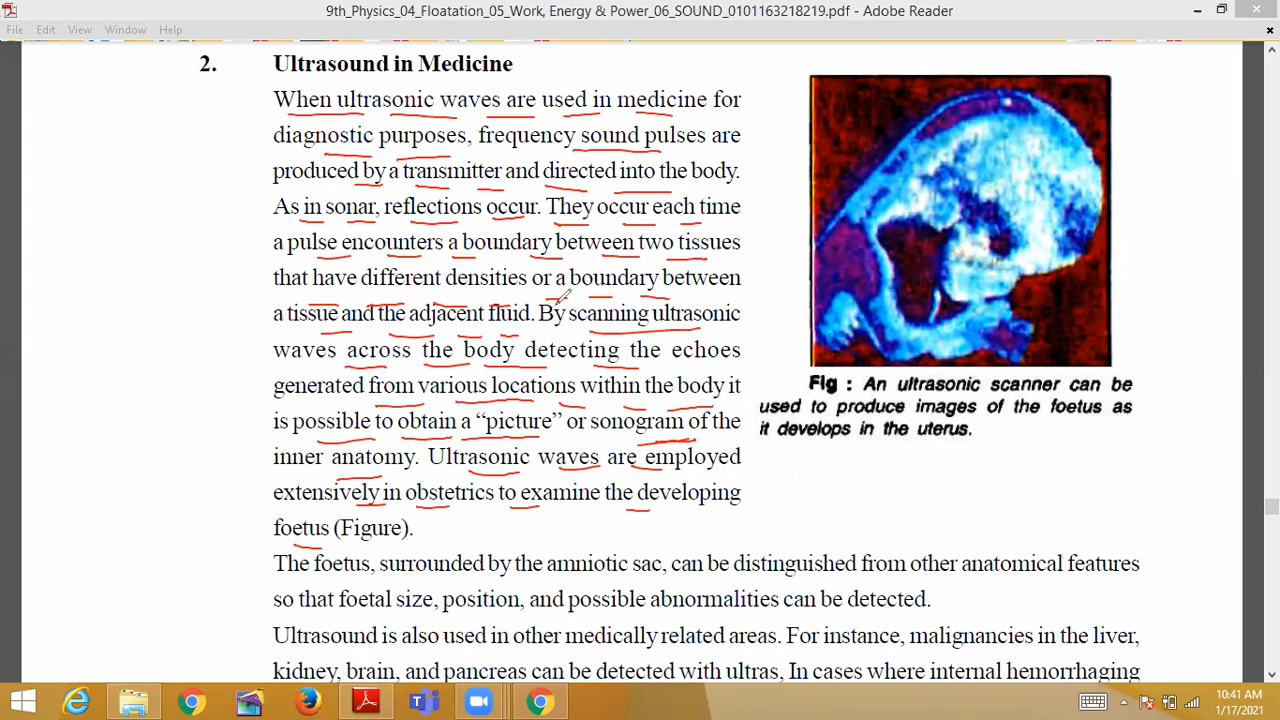 9th_Physics_04_Floatation_05_Work, Energy & Power_06_SOUND_0101163218219.pdf - Adobe Reader
File Edit View Window Help
2. Ultrasound in Medicine
When ultrasonic waves are used in medicine for
diagnostic purposes, frequency sound pulses are
produced by a transmitter and directed into the body.
As in sonar, reflections occur. They occur each time
a pulse encounters a boundary between two tissues
that have different densities or a boundary between
a tissue and the adjacent fluid. By scanning ultrasonic
waves across the body detecting the echoes
generated from various locations within the body it
is possible to obtain a “picture” or sonogram of the
inner anatomy. Ultrasonic waves are employed
extensively in obstetrics to examine the developing
foetus (Figure).
Fig : An ultrasonic scanner can be
used to produce images of the foetus as
it develops in the uterus.
The foetus, surrounded by the amniotic sac, can be distinguished from other anatomical features
so that foetal size, position, and possible abnormalities can be detected.
Ultrasound is also used in other medically related areas. For instance, malignancies in the liver,
kidney, brain, and pancreas can be detected with ultras, In cases where internal hemorrhaging
10:41 AM
1/17/2021